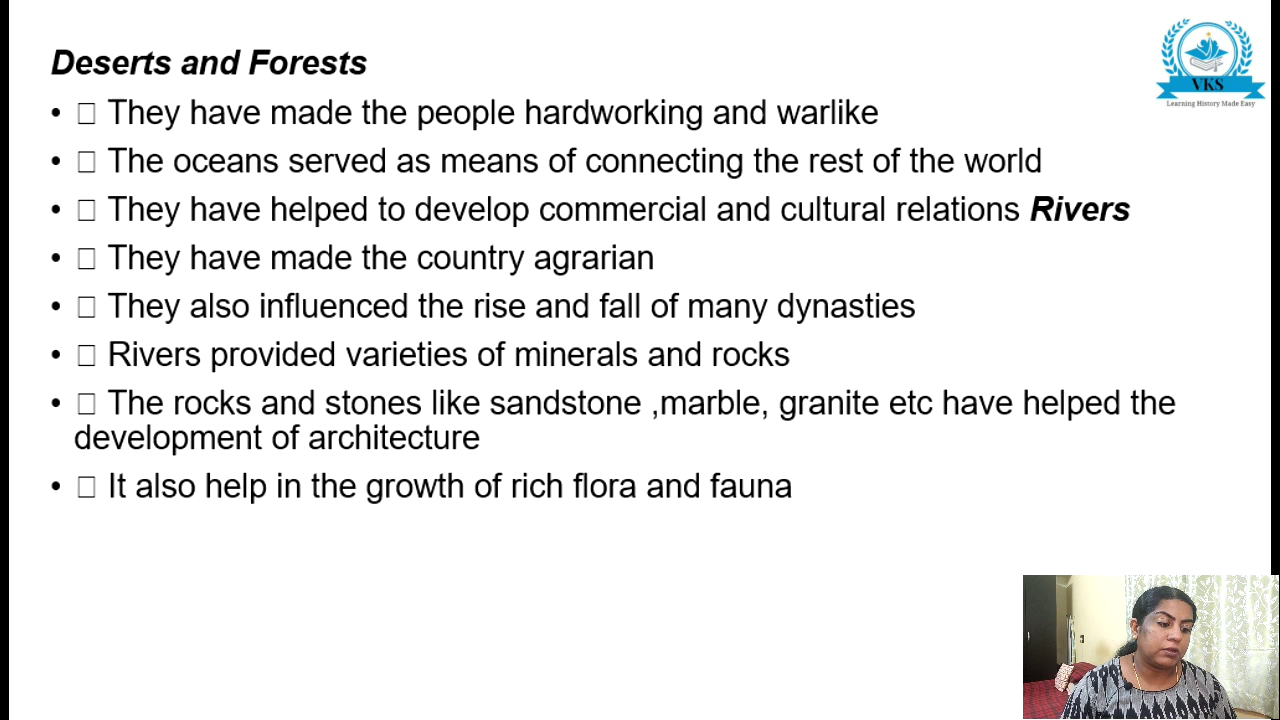 Deserts and Forests
• □ They have made the people hardworking and warlike
• □ The oceans served as means of connecting the rest of the world
• □ They have helped to develop commercial and cultural relations Rivers
• □ They have made the country agrarian
• □ They also influenced the rise and fall of many dynasties
• □ Rivers provided varieties of minerals and rocks
• □ The rocks and stones like sandstone ,marble, granite etc have helped the
development of architecture
• □ It also help in the growth of rich flora and fauna
VKS
Learning History Made Easy